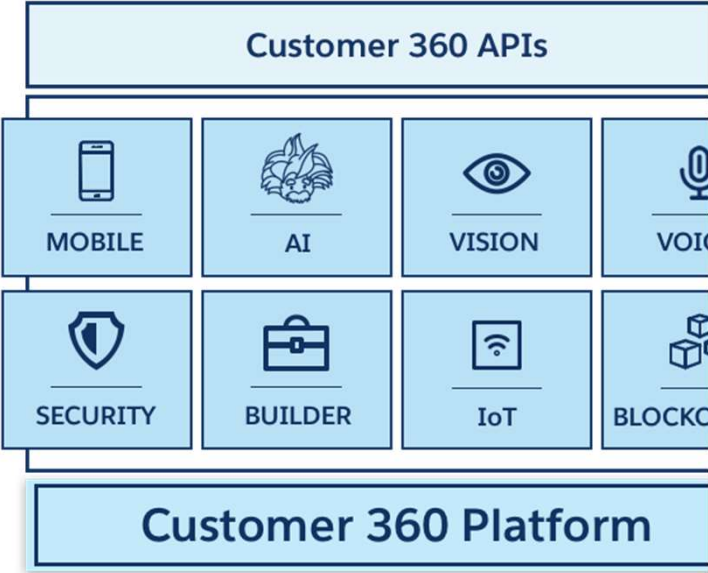 Customer 360 APIs
MOBILE
AI
VISION
SECURITY
BUILDER
IoT
Customer 360 Platform